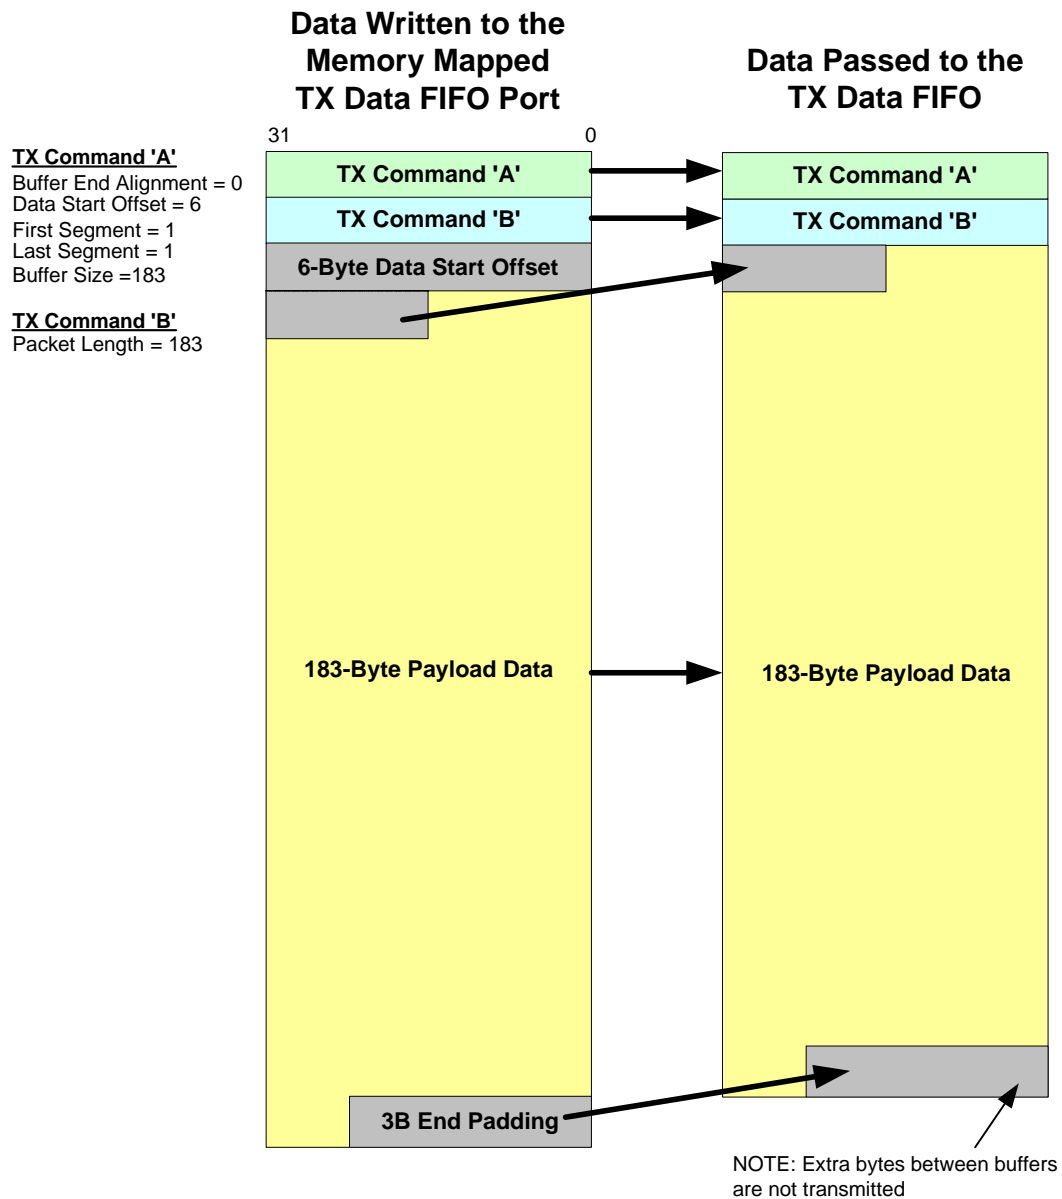 Data Written to the
Memory Mapped
TX Data FIFO Port
Data Passed to the
TX Data FIFO
31
0
TX Command 'A'
Buffer End Alignment = 0
Data Start Offset = 6
First Segment = 1
Last Segment = 1
Buffer Size =183
TX Command 'B'
Packet Length = 183
TX Command 'A'
TX Command 'B'
6-Byte Data Start Offset
183-Byte Payload Data
3B End Padding
TX Command 'A'
TX Command 'B'
183-Byte Payload Data
NOTE: Extra bytes between buffers
are not transmitted